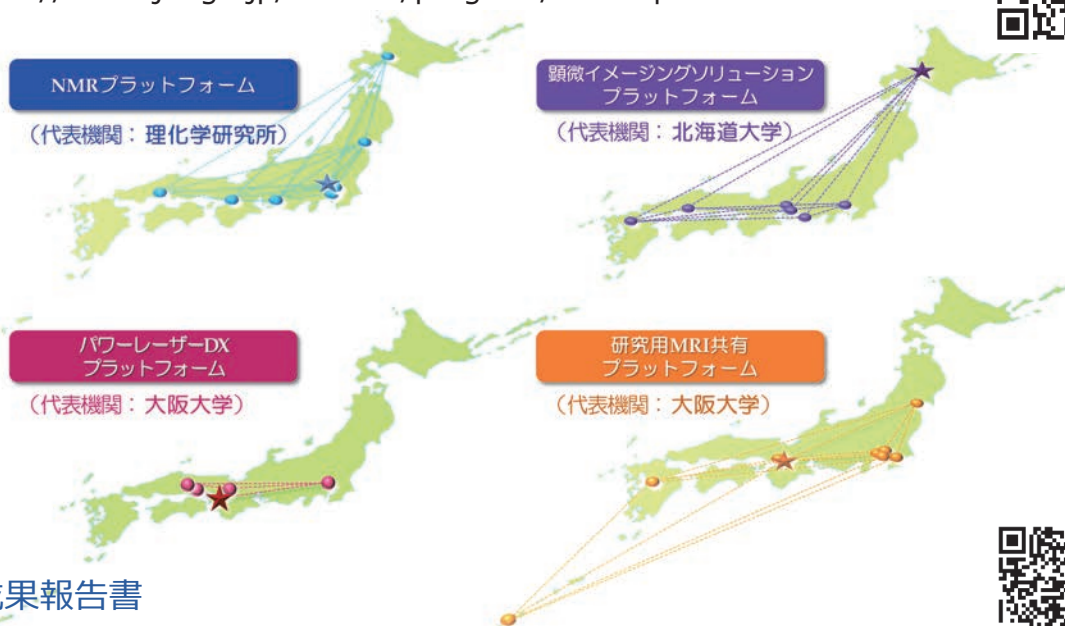 NMRプラットフォーム
（代表機関：理化学研究所）
顕微イメージングソリューション
プラットフォーム
（代表機関：北海道大学）
パワーレーザーDX
プラットフォーム
（代表機関：大阪大学）
研究用MRI共有
プラットフォーム
（代表機関：大阪大学）
果報告書